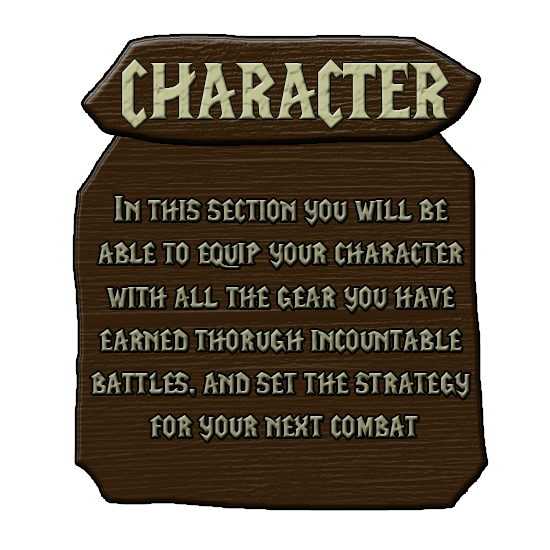 CHARACTER
In this section you will be
able to equip your character
with all the gear you have
earned thorugh incountable
battles, and set the strategy
for your next combat